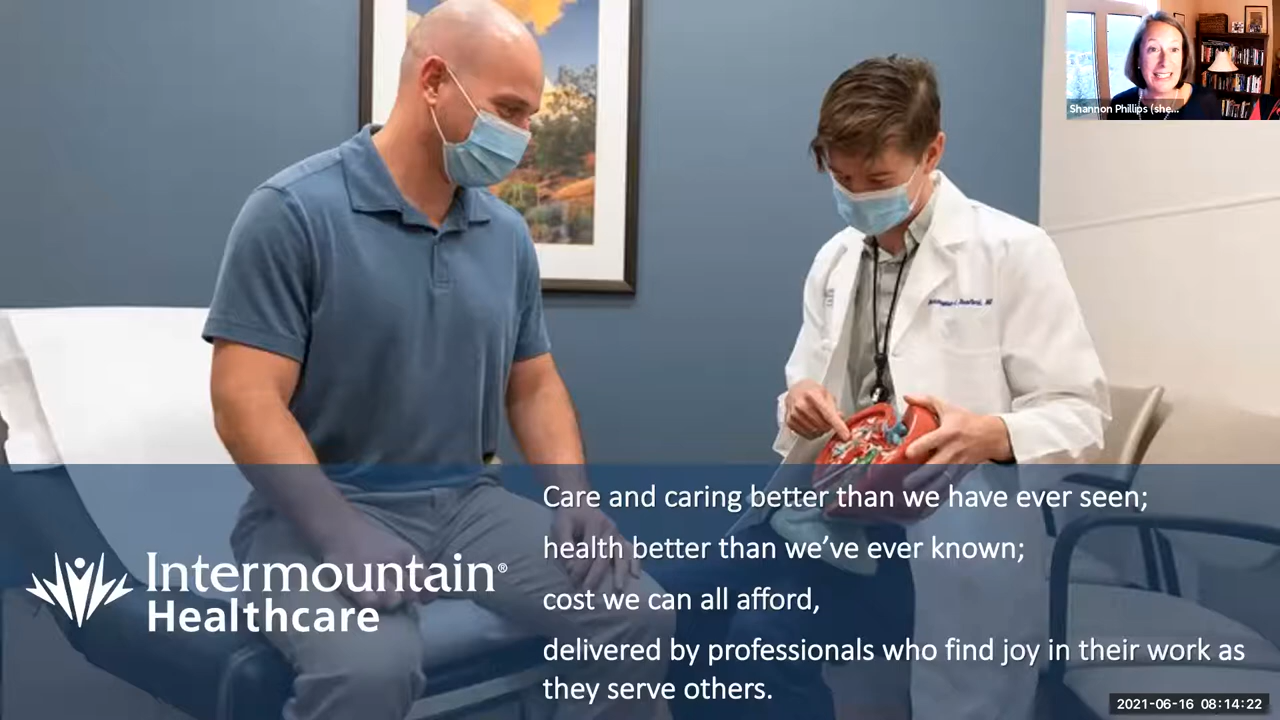 Shannon Phillips (she...
Care and caring better than we have ever seen;
health better than we’ve ever known;
Intermountain®
Healthcare
cost we can all afford,
delivered by professionals who find joy in their work as
they serve others.
2021-06-16 08:14:22